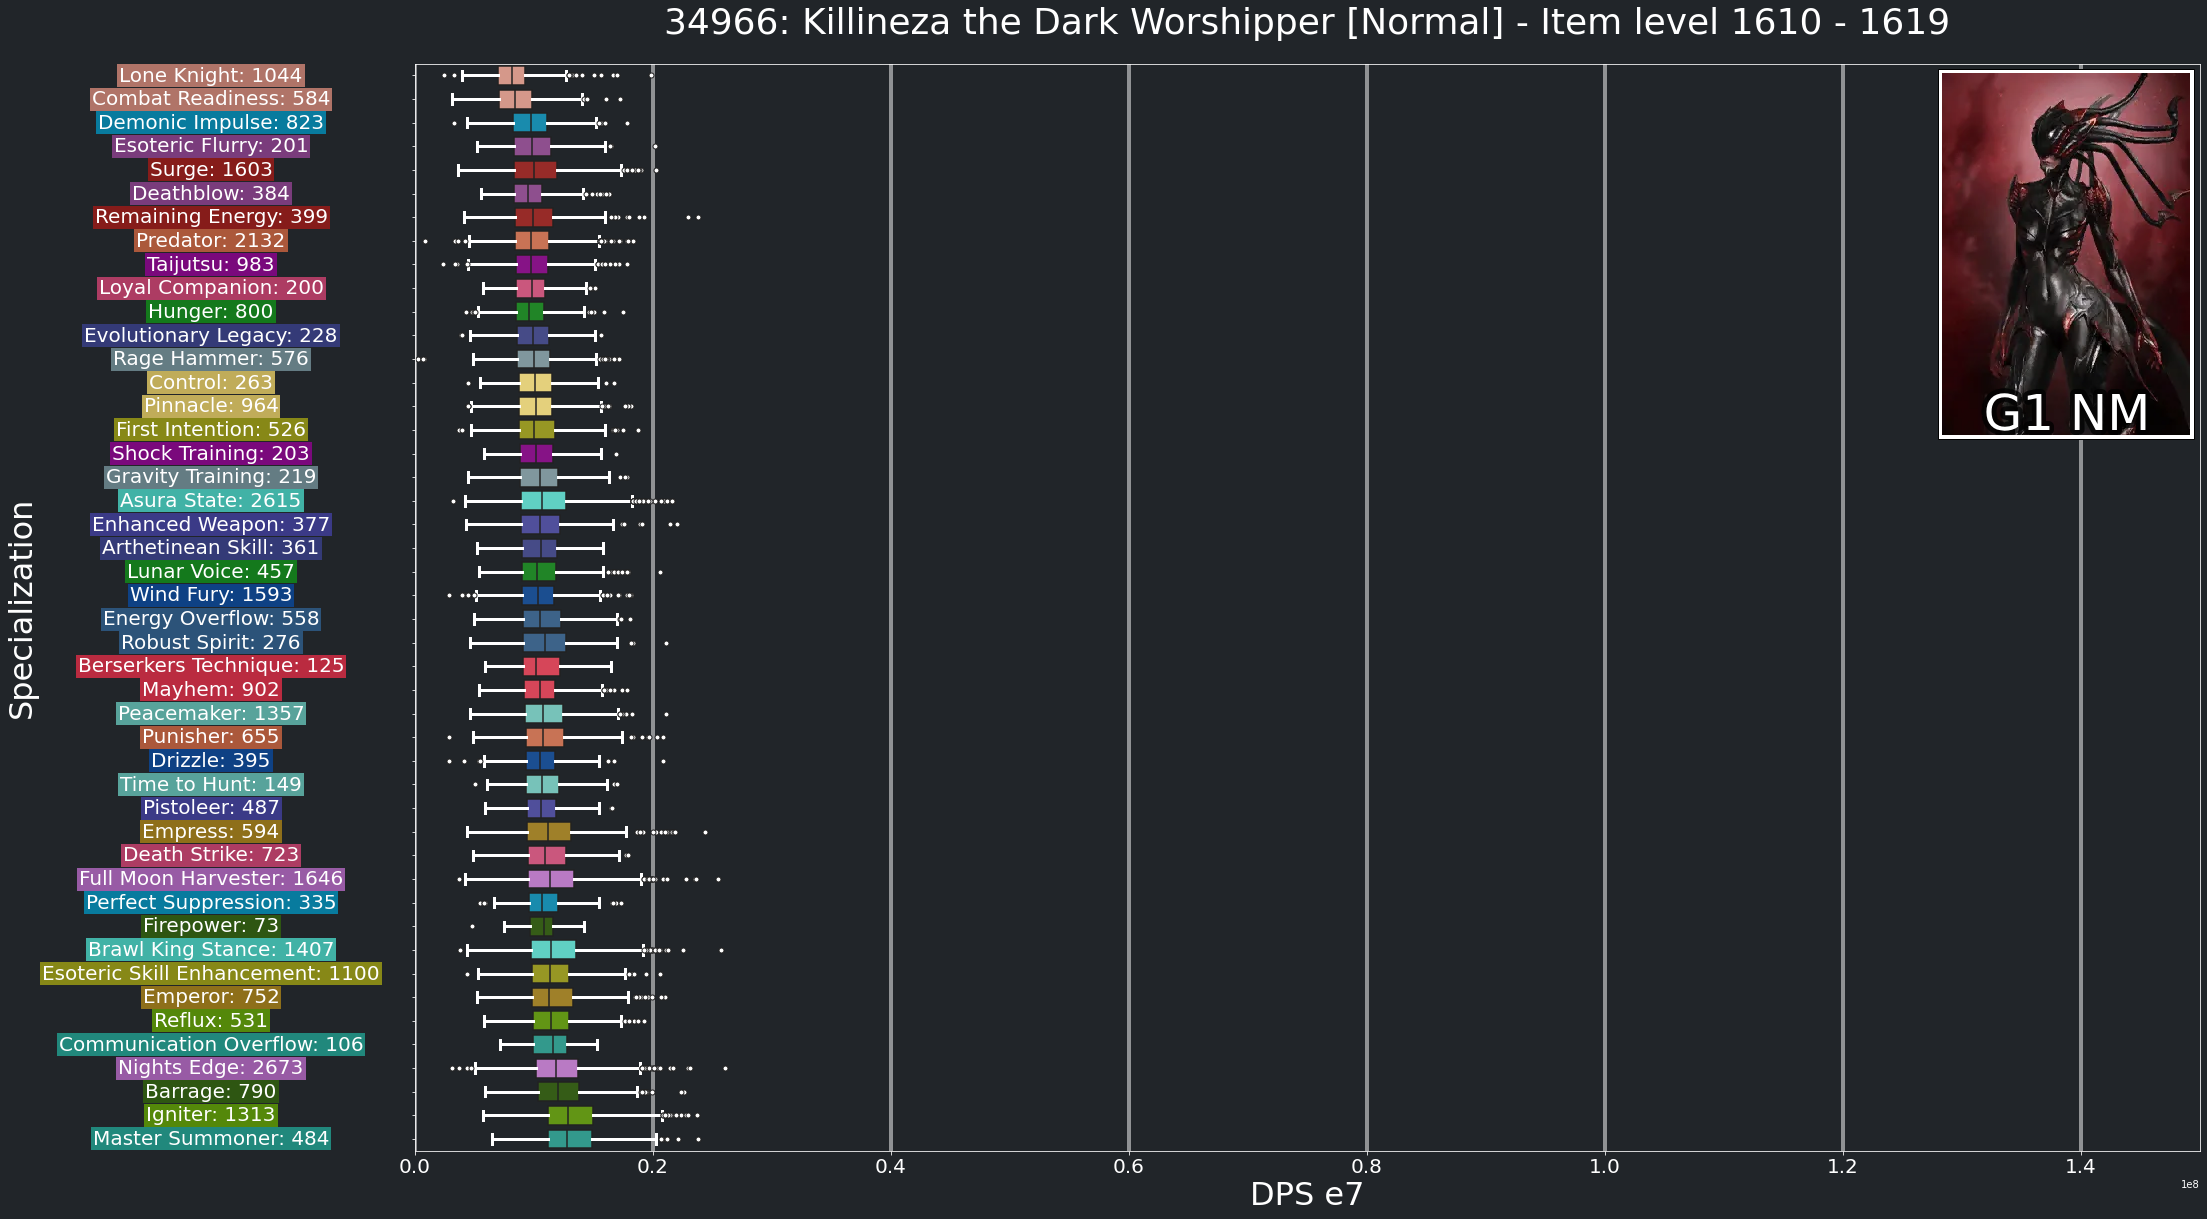 34966: Killineza the Dark Worshipper [Normal] - Item level 1610 - 1619
Lone Knight: 1044
Combat Readiness: 584
Demonic Impulse: 823
Esoteric Flurry: 201
Surge: 1603
Deathblow: 384
Remaining Energy: 399
Predator: 2132
Taijutsu: 983
Loyal Companion: 200
Hunger: 800
Evolutionary Legacy: 228
Rage Hammer: 576
Control: 263
Pinnacle: 964
First Intention: 526
Shock Training: 203
Gravity Training: 219
Asura State: 2615
Enhanced Weapon: 377
Arthetinean Skill: 361
Lunar Voice: 457
Wind Fury: 1593
Energy Overflow: 558
Robust Spirit: 276
Berserkers Technique: 125
Mayhem: 902
Peacemaker: 1357
Punisher: 655
Drizzle: 395
Time to Hunt: 149
Pistoleer: 487
Empress: 594
Death Strike: 723
Full Moon Harvester: 1646
Perfect Suppression: 335
Firepower: 73
Brawl King Stance: 1407
Esoteric Skill Enhancement: 1100
Emperor: 752
Reflux: 531
Communication Overflow: 106
Nights Edge: 2673
Barrage: 790
Igniter: 1313
Master Summoner: 484
Specialization
G1 NM
0.0 0.2 0.4 0.6 0.8 1.0 1.2 1.4
DPS e7
1e8